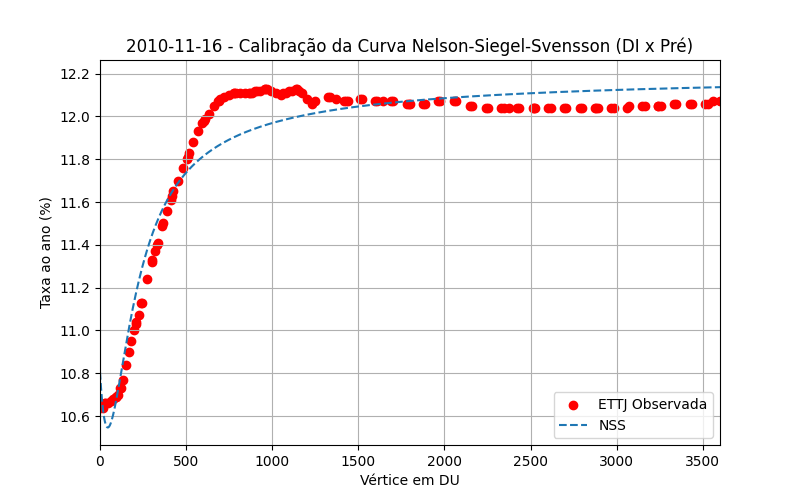 2010-11-16 - Calibração da Curva Nelson-Siegel-Svensson (DI x Pré)
Taxa ao ano (%)
12.2
12.0
11.8
11.6
11.4
11.2
11.0
10.8
10.6
ETTJ Observada
NSS
0 500 1000 1500 2000 2500 3000 3500
Vértice em DU